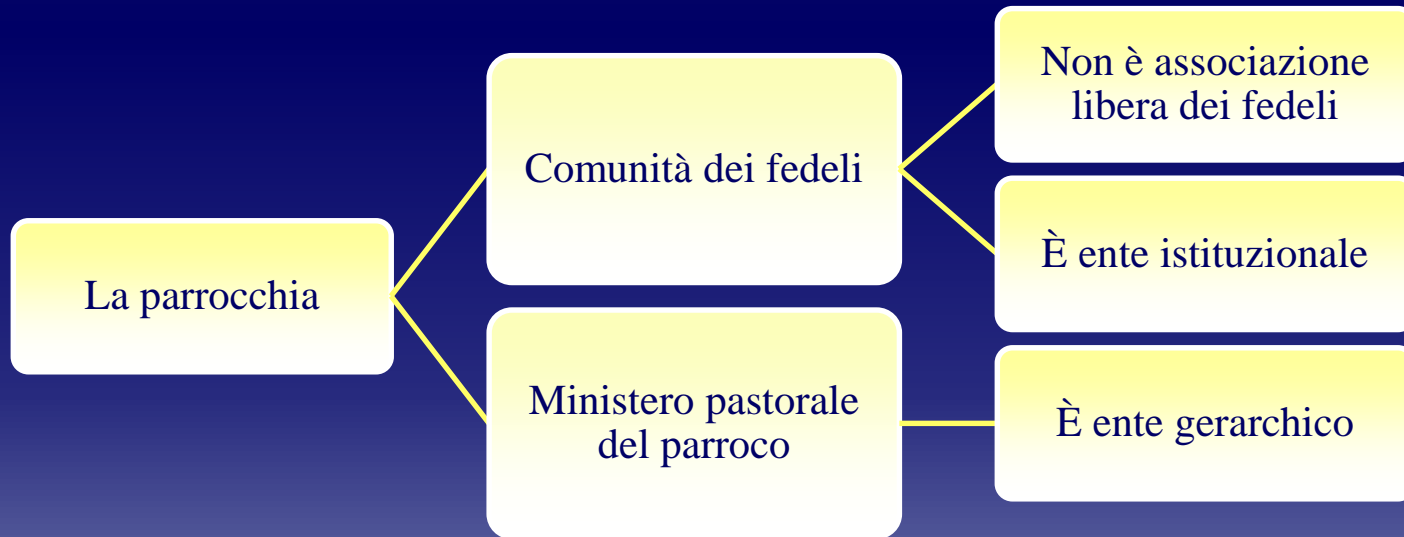 La parrocchia
Comunità dei fedeli
Non è associazione
libera dei fedeli
È ente istituzionale
Ministero pastorale
del parroco
È ente gerarchico